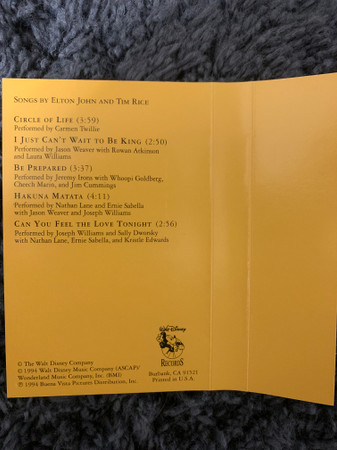 SONGS BY ELTON JOHN AND TIM RICE
CIRCLE OF LIFE (3:59)
Performed by Carmen Twillie
I JUST CAN'T WAIT TO BE KING (2:50)
Performed by Jason Weaver with Rowan Atkinson
and Laura Williams
BE PREPARED (3:37)
Performed by Jeremy Irons with Whoopi Goldberg,
Cheech Marin, and Jim Cummings
HAKUNA MATATA (4:11)
Performed by Nathan Lane and Ernie Sabella
with Jason Weaver and Joseph Williams
CAN YOU FEEL THE LOVE TONIGHT (2:56)
Performed by Joseph Williams and Sally Dworsky
with Nathan Lane, Ernie Sabella, and Kristle Edwards
WALT DISNEY
RECORDS
Burbank, CA 91521
Printed in U.S.A.
© The Walt Disney Company
© 1994 Walt Disney Music Company (ASCAP)/
Wonderland Music Company, Inc. (BMI)
℗ 1994 Buena Vista Pictures Distribution, Inc.